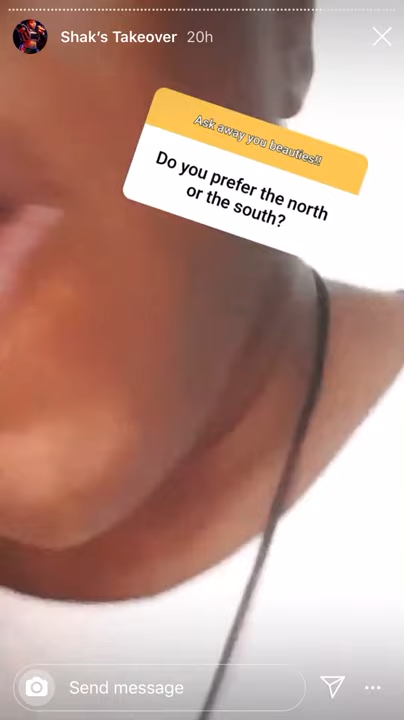 Shak's Takeover 20h
Ask away you beauties!!
Do you prefer the north
or the south?
Send message